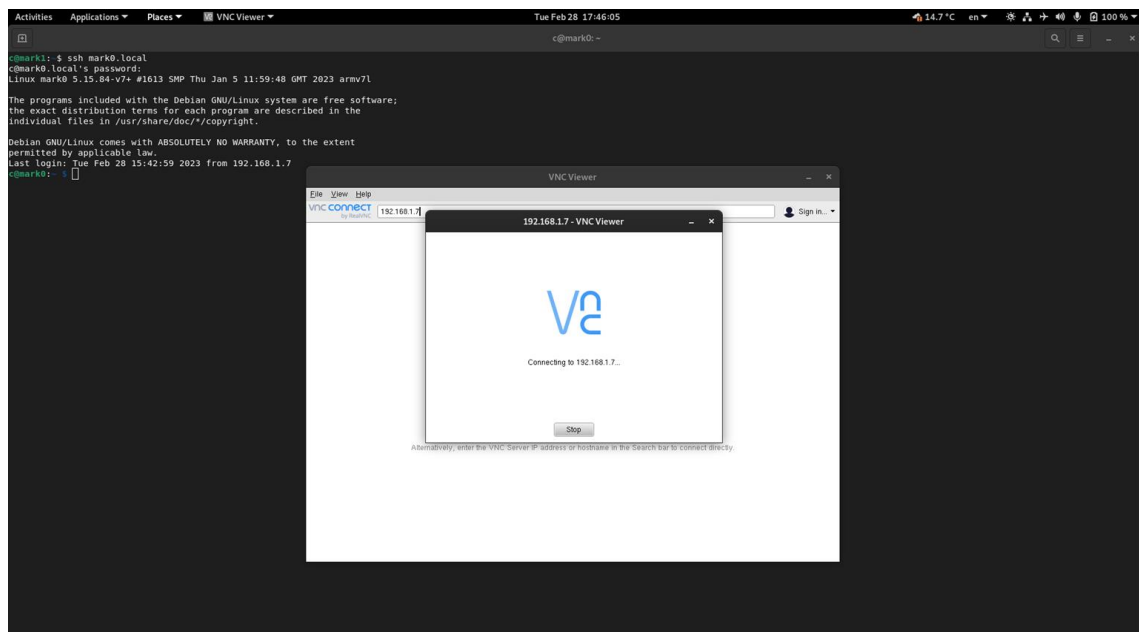 Activities Applications Places VNC Viewer Tue Feb 28 17:46:05 14.7 °C en 100 %
c@mark0: ~
c@mark1:~$ ssh mark0.local
c@mark0.local's password:
Linux mark0 5.15.84-v7+ #1613 SMP Thu Jan 5 11:59:48 GMT 2023 armv7l
The programs included with the Debian GNU/Linux system are free software;
the exact distribution terms for each program are described in the
individual files in /usr/share/doc/*/copyright.
Debian GNU/Linux comes with ABSOLUTELY NO WARRANTY, to the extent
permitted by applicable law.
Last login: Tue Feb 28 15:42:59 2023 from 192.168.1.7
c@mark0:~ $
VNC Viewer
File View Help
VNC CONNECT
by RealVNC
192.168.1.7
Sign in...
192.168.1.7 - VNC Viewer
Vnc
Connecting to 192.168.1.7...
Stop
Alternatively, enter the VNC Server IP address or hostname in the Search bar to connect directly